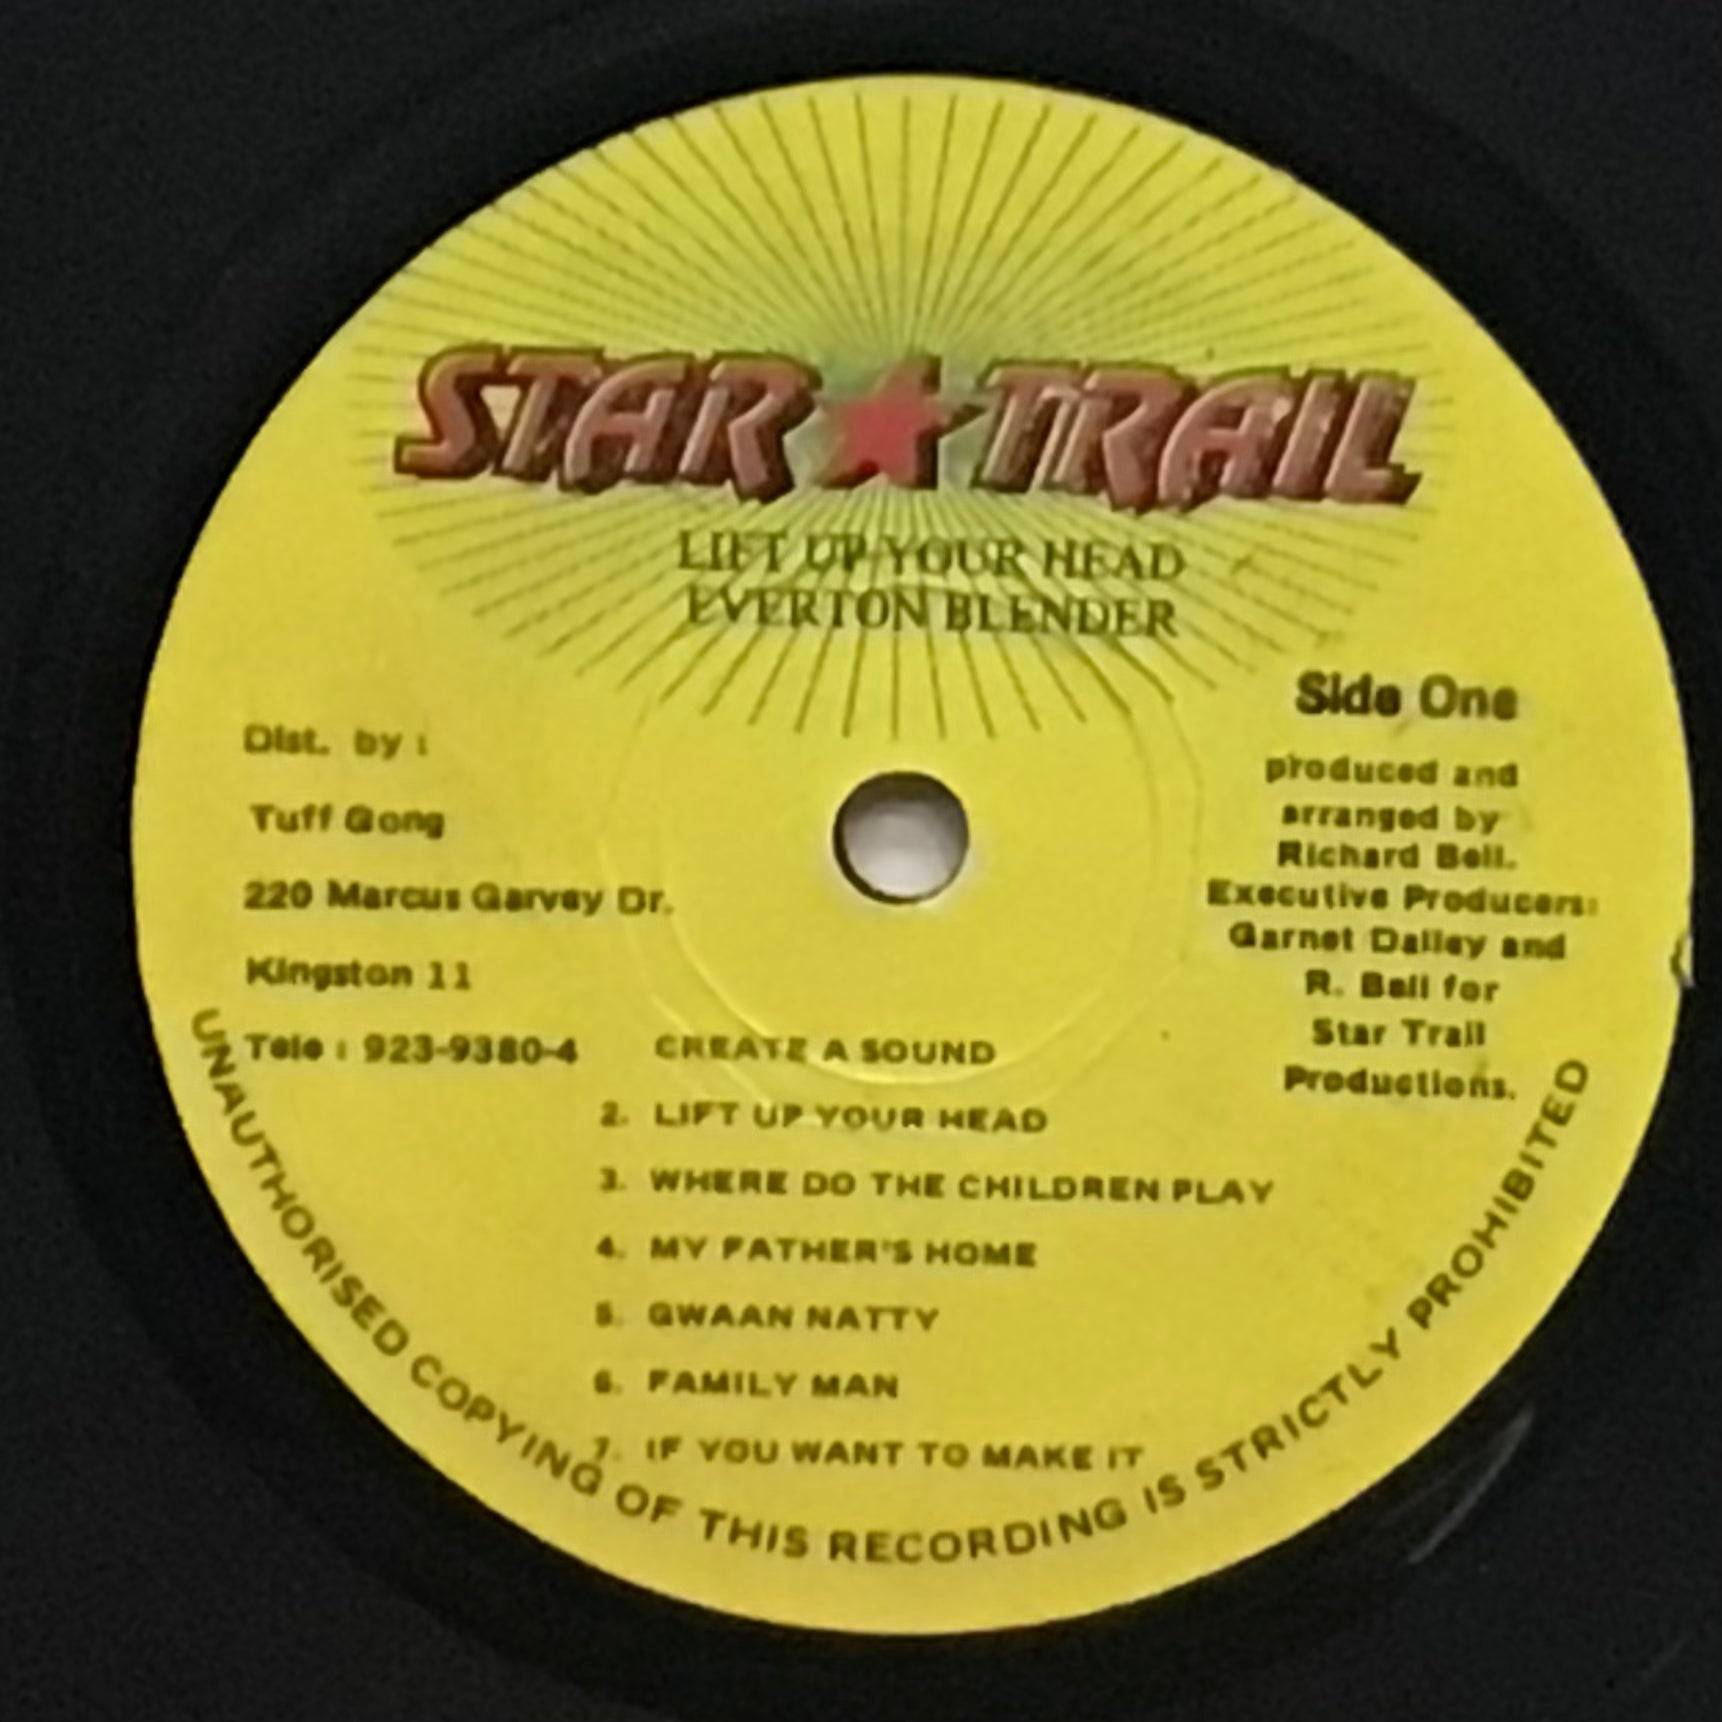 STAR TRAIL
LIFT UP YOUR HEAD
EVERTON BLENDER
Side One
produced and
arranged by
Richard Bell.
Executive Producers:
Garnet Dalley and
R. Bell for
Star Trail
Productions.
Dist. by :
Tuff Gong
220 Marcus Garvey Dr.
Kingston 11
Tele : 923-9380-4
CREATE A SOUND
2. LIFT UP YOUR HEAD
3. WHERE DO THE CHILDREN PLAY
4. MY FATHER'S HOME
5. GWAAN NATTY
6. FAMILY MAN
7. IF YOU WANT TO MAKE IT
UNAUTHORISED COPYING OF THIS RECORDING IS STRICTLY PROHIBITED